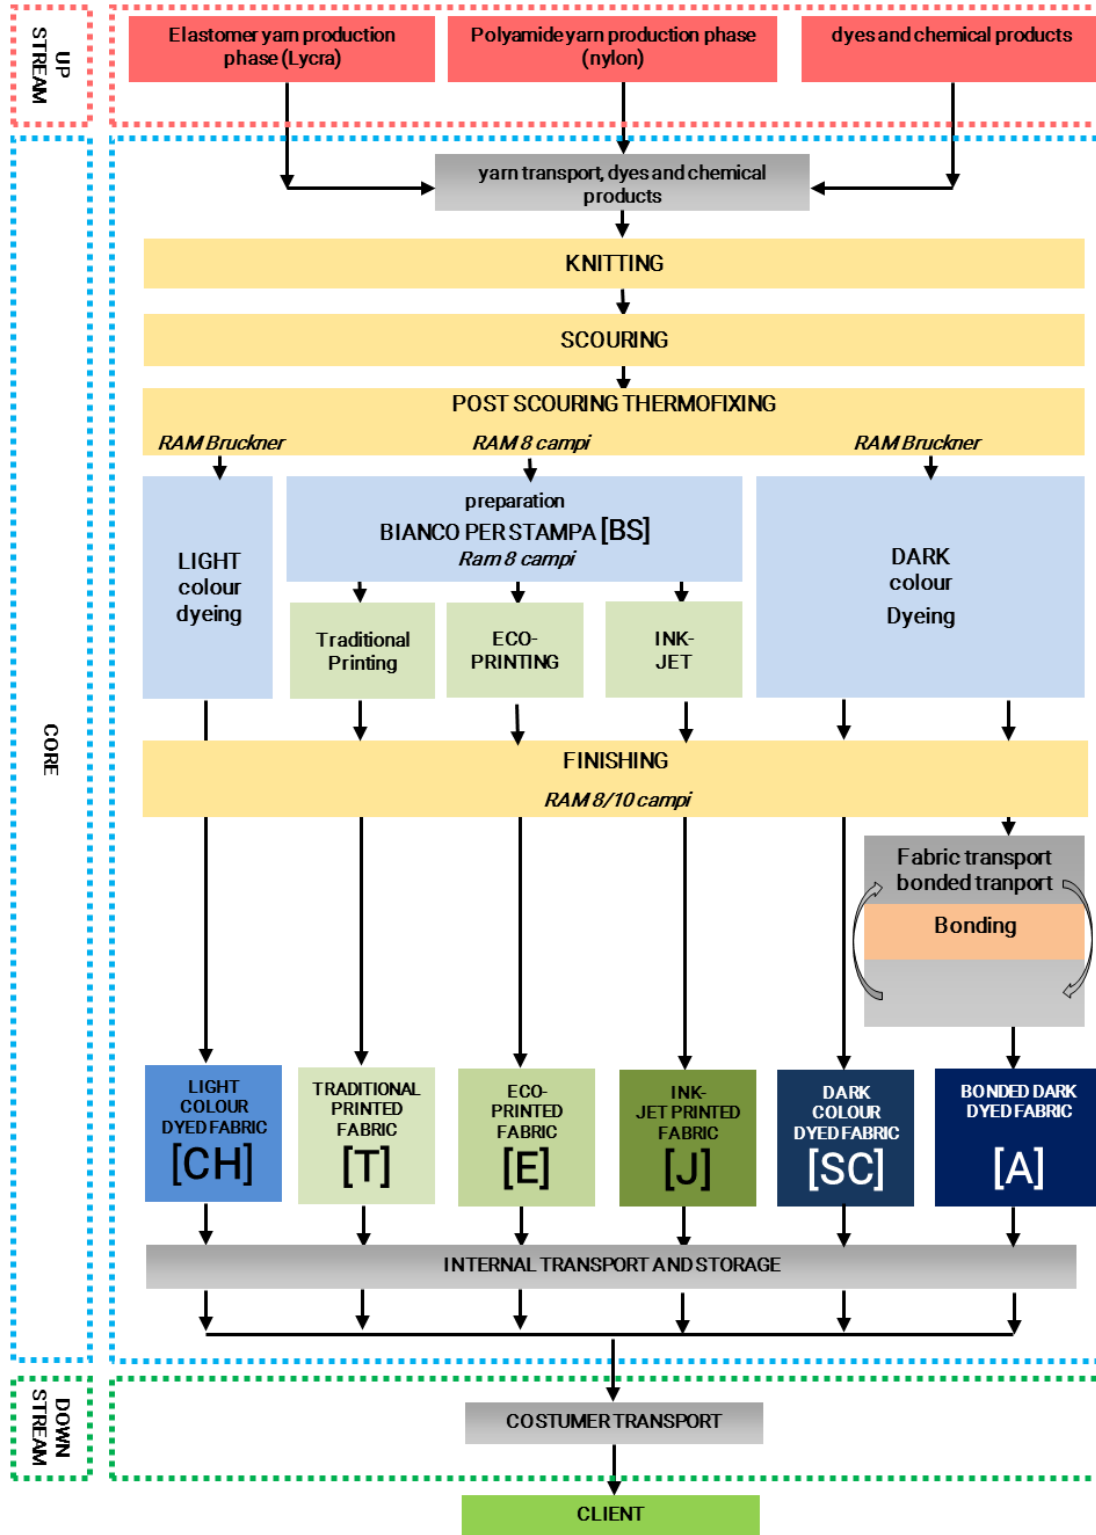 UP
STREAM
Elastomer yarn production
phase (Lycra)
Polyamide yarn production phase
(nylon)
dyes and chemical products
CORE
yarn transport, dyes and chemical
products
KNITTING
SCOURING
POST SCOURING THERMOFIXING
RAM Bruckner
RAM 8 campi
RAM Bruckner
LIGHT
colour
dyeing
preparation
BIANCO PER STAMPA [BS]
Ram 8 campi
DARK
colour
Dyeing
Traditional
Printing
ECO-
PRINTING
INK-
JET
FINISHING
RAM 8/10 campi
Fabric transport
bonded tranport
Bonding
LIGHT
COLOUR
DYED FABRIC
[CH]
TRADITIONAL
PRINTED
FABRIC
[T]
ECO-
PRINTED
FABRIC
[E]
INK-
JET PRINTED
FABRIC
[J]
DARK
COLOUR
DYED FABRIC
[SC]
BONDED DARK
DYED FABRIC
[A]
INTERNAL TRANSPORT AND STORAGE
DOWN
STREAM
COSTUMER TRANSPORT
CLIENT